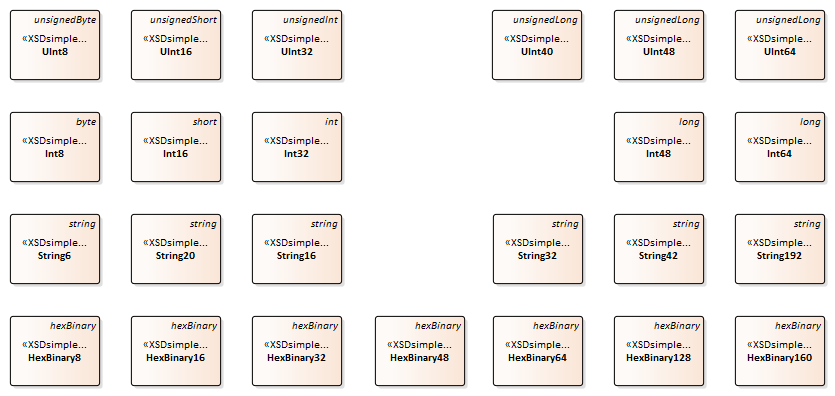 unsignedByte
«XSDsimple...
UInt8
unsignedShort
«XSDsimple...
UInt16
unsignedInt
«XSDsimple...
UInt32
unsignedLong
«XSDsimple...
UInt40
unsignedLong
«XSDsimple...
UInt48
unsignedLong
«XSDsimple...
UInt64
byte
«XSDsimple...
Int8
short
«XSDsimple...
Int16
int
«XSDsimple...
Int32
long
«XSDsimple...
Int48
long
«XSDsimple...
Int64
string
«XSDsimple...
String6
string
«XSDsimple...
String20
string
«XSDsimple...
String16
string
«XSDsimple...
String32
string
«XSDsimple...
String42
string
«XSDsimple...
String192
hexBinary
«XSDsimple...
HexBinary8
hexBinary
«XSDsimple...
HexBinary16
hexBinary
«XSDsimple...
HexBinary32
hexBinary
«XSDsimple...
HexBinary48
hexBinary
«XSDsimple...
HexBinary64
hexBinary
«XSDsimple...
HexBinary128
hexBinary
«XSDsimple...
HexBinary160